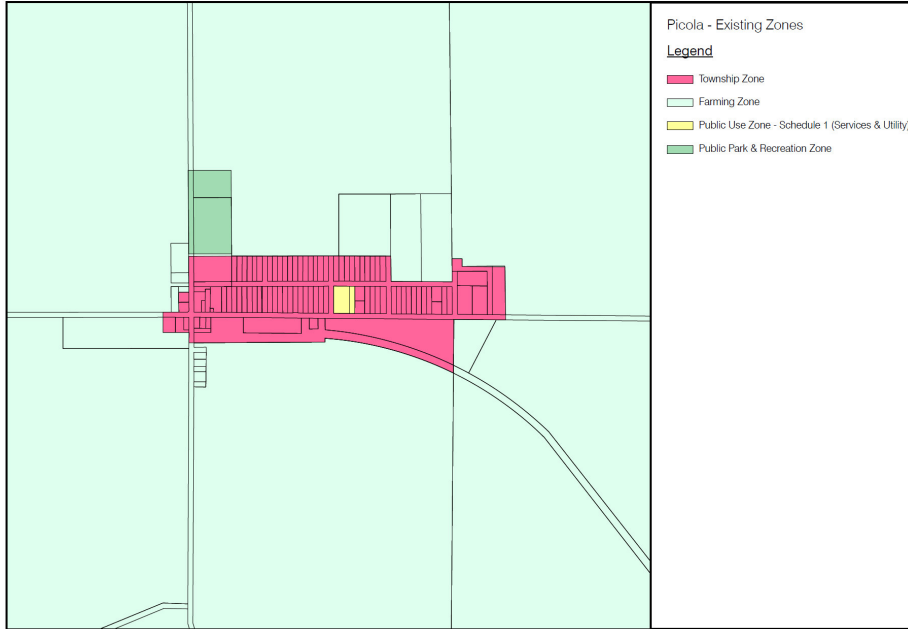 Picola - Existing Zones
Legend
Township Zone
Farming Zone
Public Use Zone - Schedule 1 (Services & Utility)
Public Park & Recreation Zone